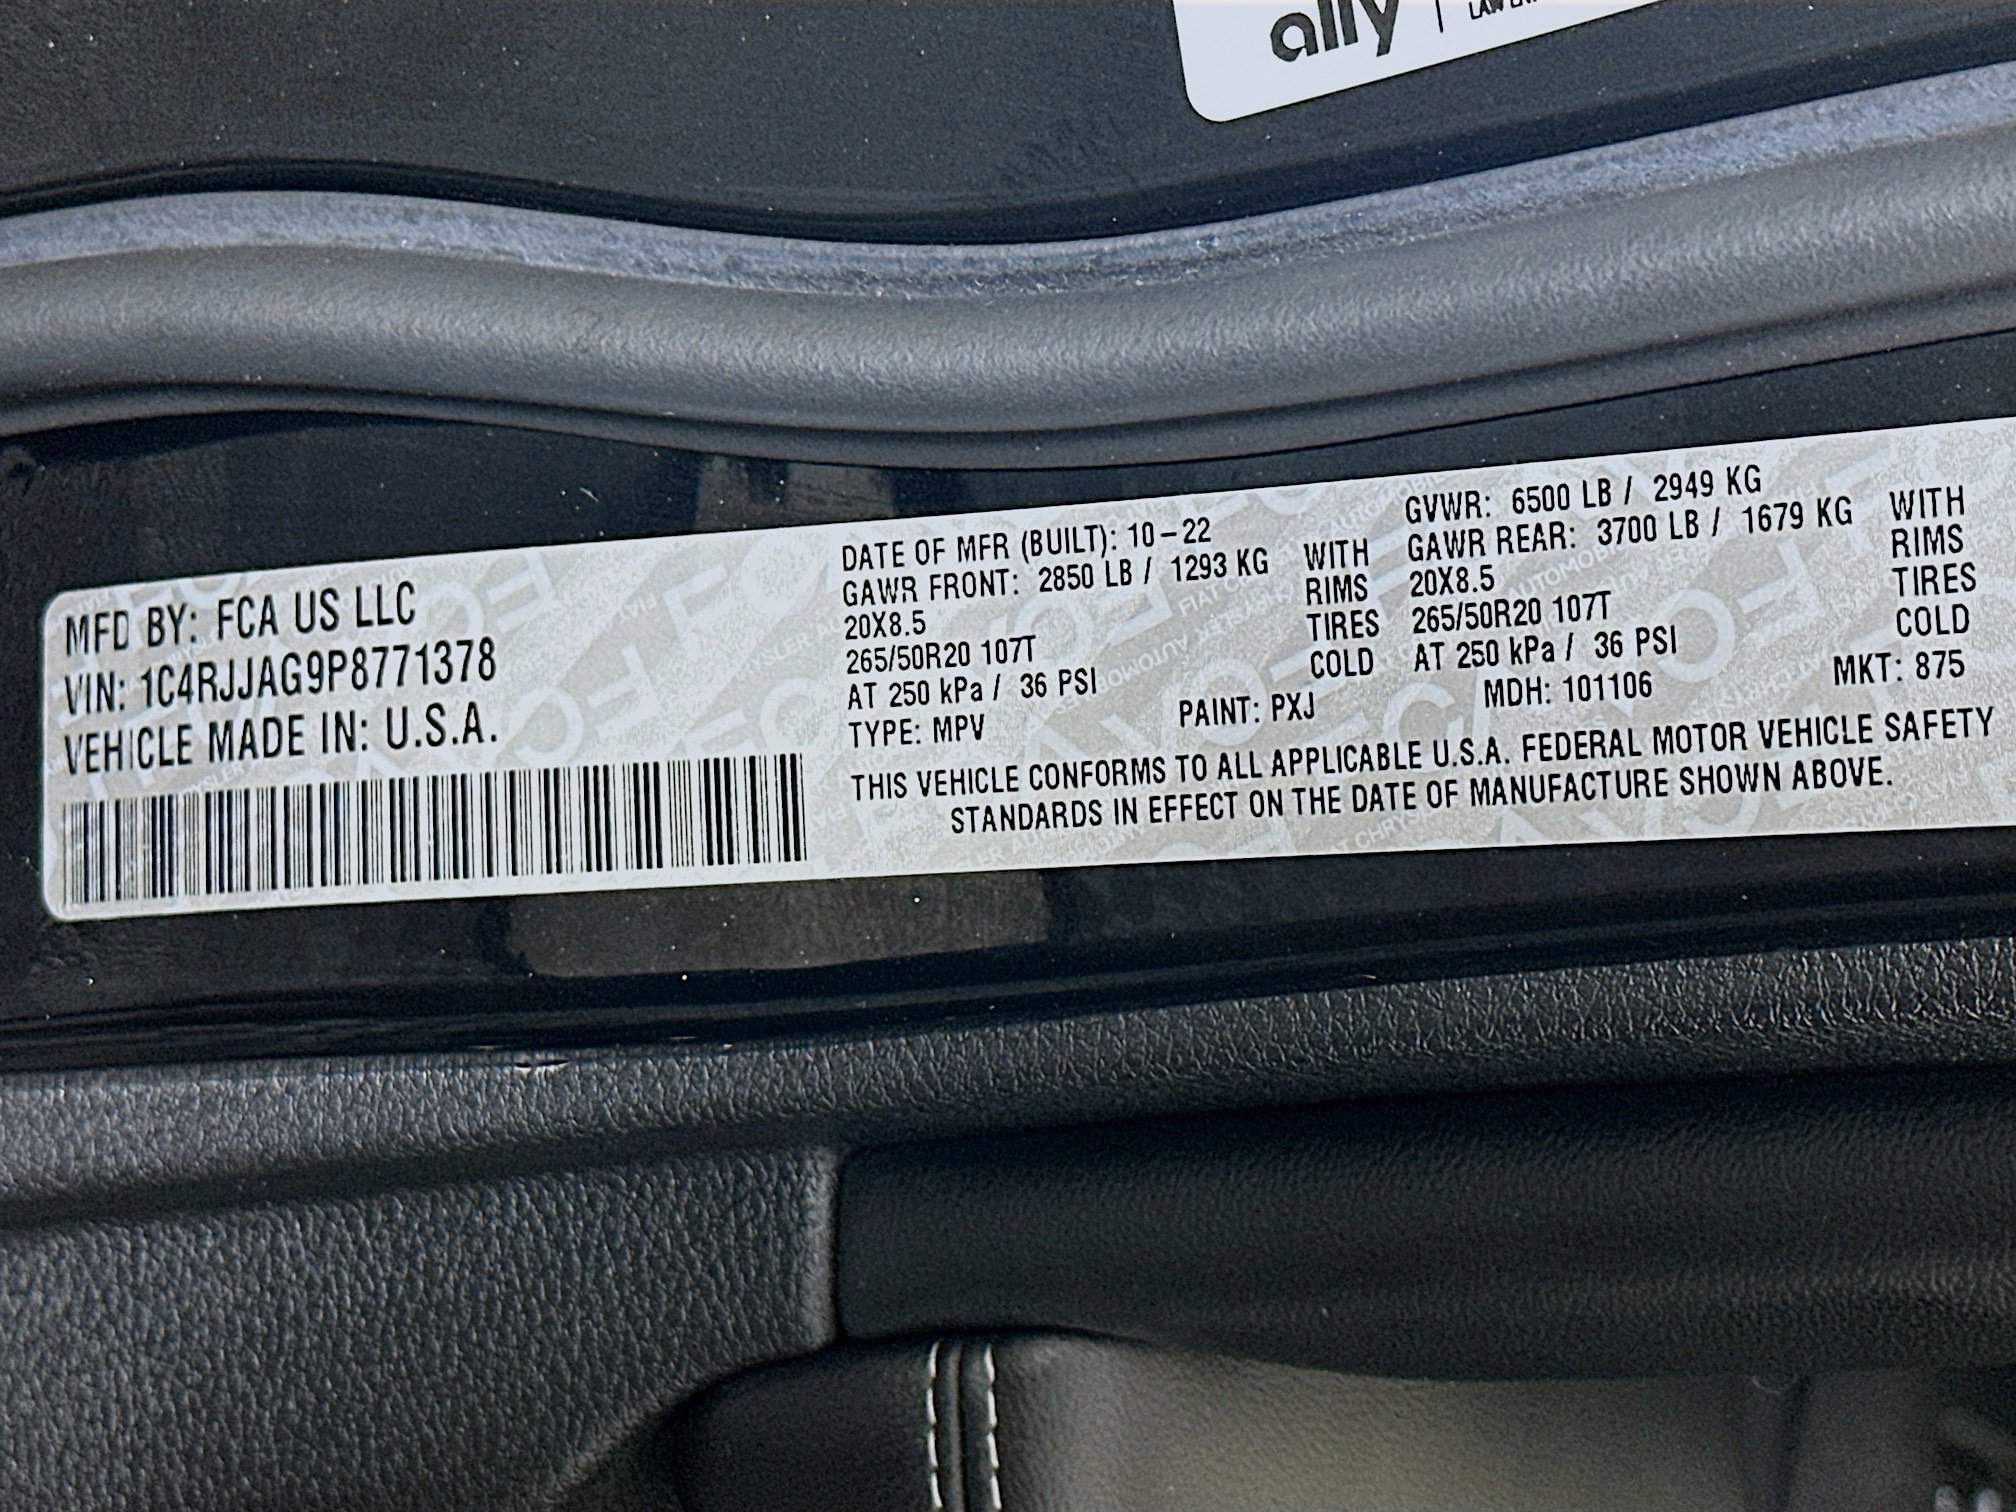 ally
MFD BY: FCA US LLC
VIN: 1C4RJJAG9P8771378
VEHICLE MADE IN: U.S.A.
DATE OF MFR (BUILT): 10-22 GVWR: 6500 LB / 2949 KG
GAWR FRONT: 2850 LB / 1293 KG WITH GAWR REAR: 3700 LB / 1679 KG WITH
20X8.5 RIMS 20X8.5 RIMS
265/50R20 107T TIRES 265/50R20 107T TIRES
AT 250 kPa / 36 PSI COLD AT 250 kPa / 36 PSI COLD
TYPE: MPV PAINT: PXJ MDH: 101106 MKT: 875
THIS VEHICLE CONFORMS TO ALL APPLICABLE U.S.A. FEDERAL MOTOR VEHICLE SAFETY
STANDARDS IN EFFECT ON THE DATE OF MANUFACTURE SHOWN ABOVE.